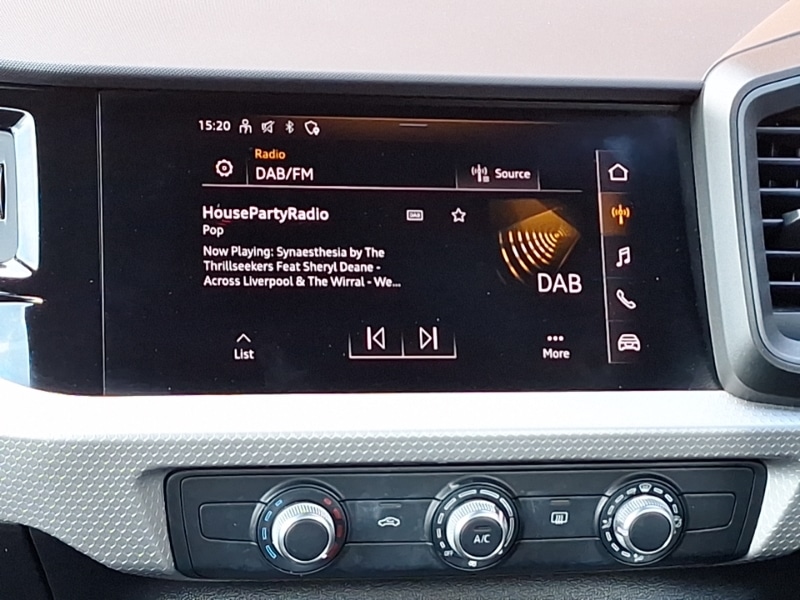 15:20
Radio
DAB/FM
Source
HousePartyRadio
DAB
Pop
Now Playing: Synaesthesia by The
Thrillseekers Feat Sheryl Deane -
Across Liverpool & The Wirral - We...
DAB
List
More
OFF
A/C